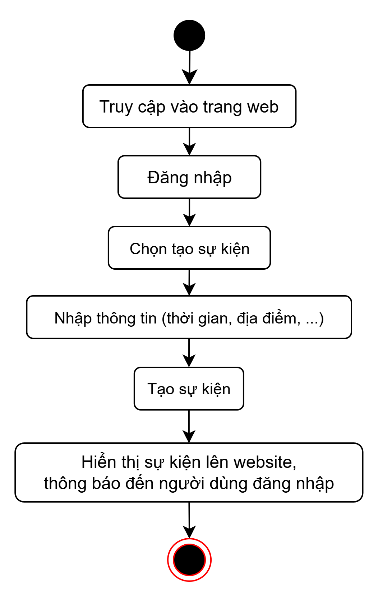 Truy cập vào trang web
Đăng nhập
Chọn tạo sự kiện
Nhập thông tin (thời gian, địa điểm, ...)
Tạo sự kiện
Hiển thị sự kiện lên website,
thông báo đến người dùng đăng nhập